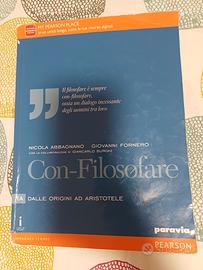 MY PEARSON PLACE
Il filosofare è sempre
con-filosofare,
ossia un dialogo incessante
degli uomini tra loro
NICOLA ABBAGNANO GIOVANNI FORNERO
CON LA COLLABORAZIONE DI GIANCARLO BURGHI
Con-Filosofare
1A DALLE ORIGINI AD ARISTOTELE
paravia
PEARSON